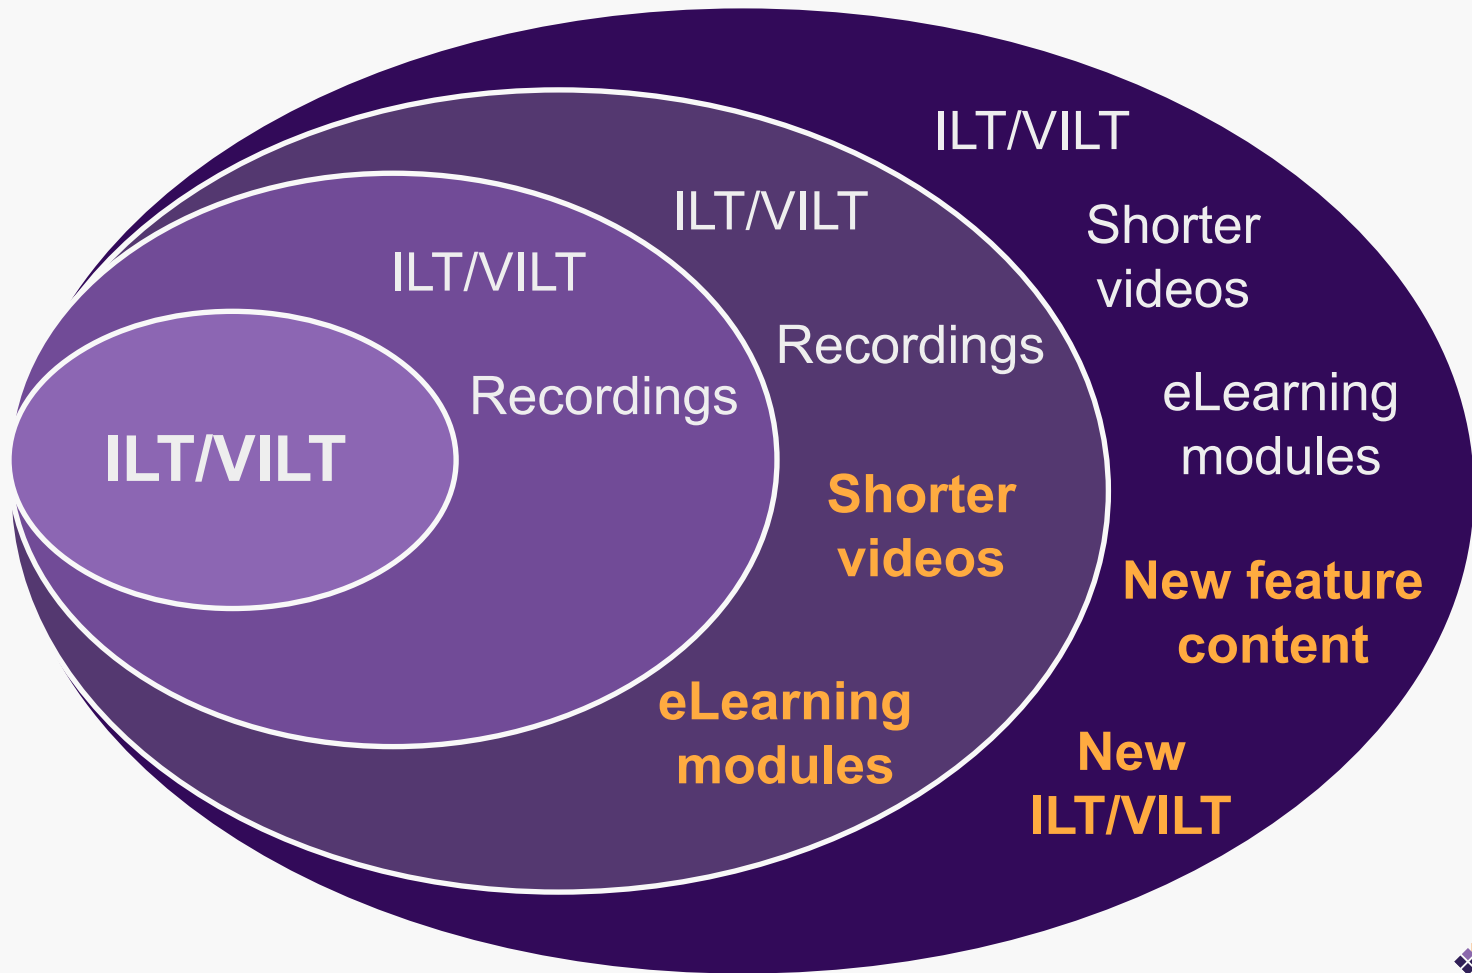 ILT/VILT
ILT/VILT
Recordings
ILT/VILT
Recordings
Shorter
videos
eLearning
modules
ILT/VILT
Shorter
videos
eLearning
modules
New feature
content
New
ILT/VILT